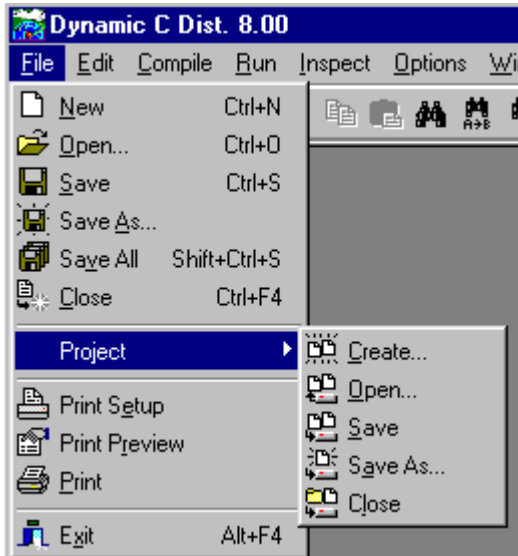 Dynamic C Dist. 8.00
File Edit Compile Run Inspect Options Wi
New Ctrl+N
Open... Ctrl+O
Save Ctrl+S
Save As...
Save All Shift+Ctrl+S
Close Ctrl+F4
Project
Print Setup
Print Preview
Print
Exit Alt+F4
A→B
Create...
Open...
Save
Save As...
Close